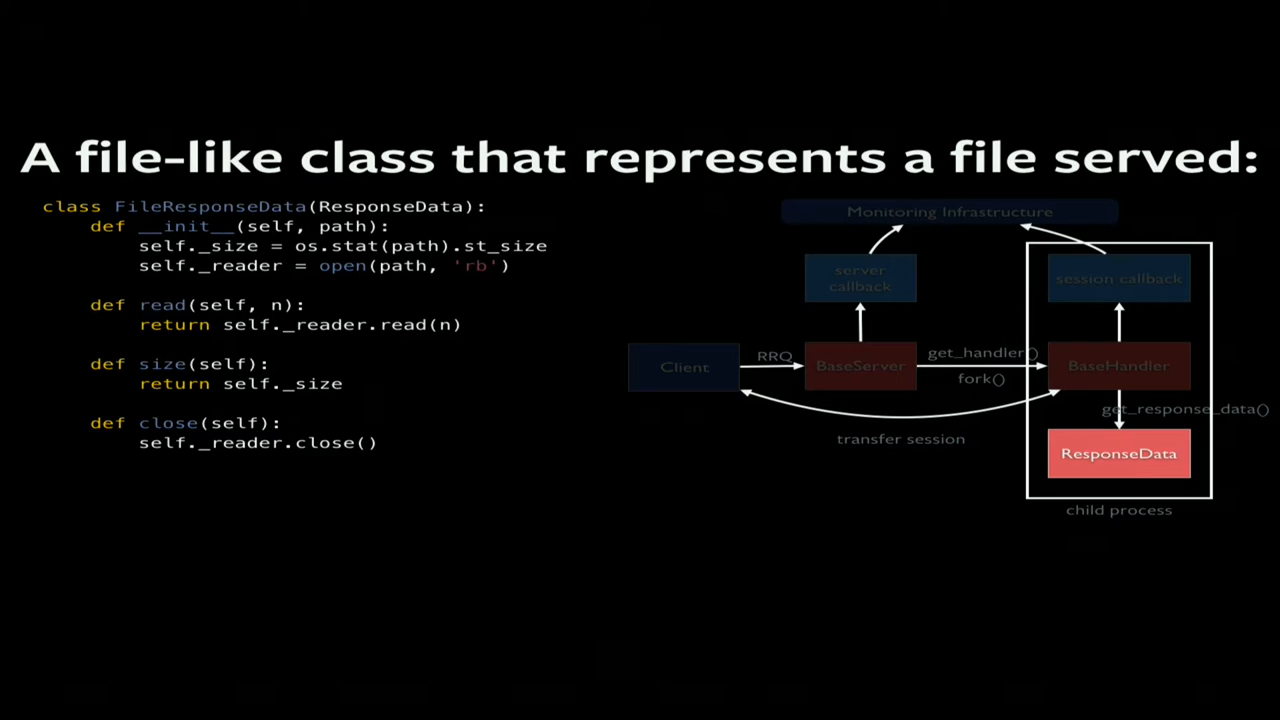 A file-like class that represents a file served:
class FileResponseData(ResponseData):
    def __init__(self, path):
        self._size = os.stat(path).st_size
        self._reader = open(path, 'rb')
    def read(self, n):
        return self._reader.read(n)
    def size(self):
        return self._size
    def close(self):
        self._reader.close()
Monitoring Infrastructure
server
callback
session callback
Client
RRQ
BaseServer
get_handler()
fork()
BaseHandler
get_response_data()
transfer session
ResponseData
child process